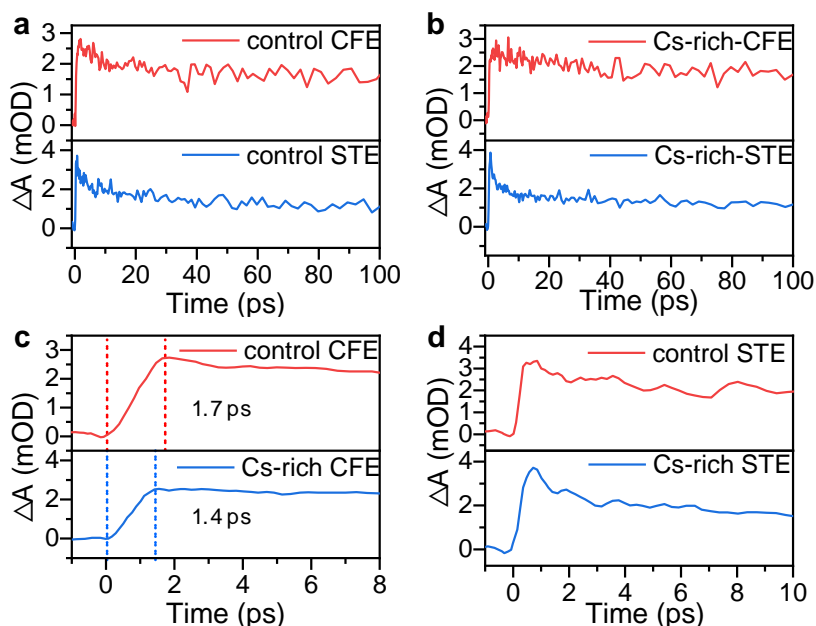 a
control CFE
3
2
1
0
control STE
4
2
0
△A (mOD)
0 20 40 60 80 100
Time (ps)
b
Cs-rich-CFE
3
2
1
0
Cs-rich-STE
4
2
0
△A (mOD)
0 20 40 60 80 100
Time (ps)
c
control CFE
3
2
1
0
1.7 ps
Cs-rich CFE
4
2
0
1.4 ps
△A (mOD)
0 2 4 6 8
Time (ps)
d
control STE
3
2
1
0
Cs-rich STE
4
2
0
△A (mOD)
0 2 4 6 8 10
Time (ps)